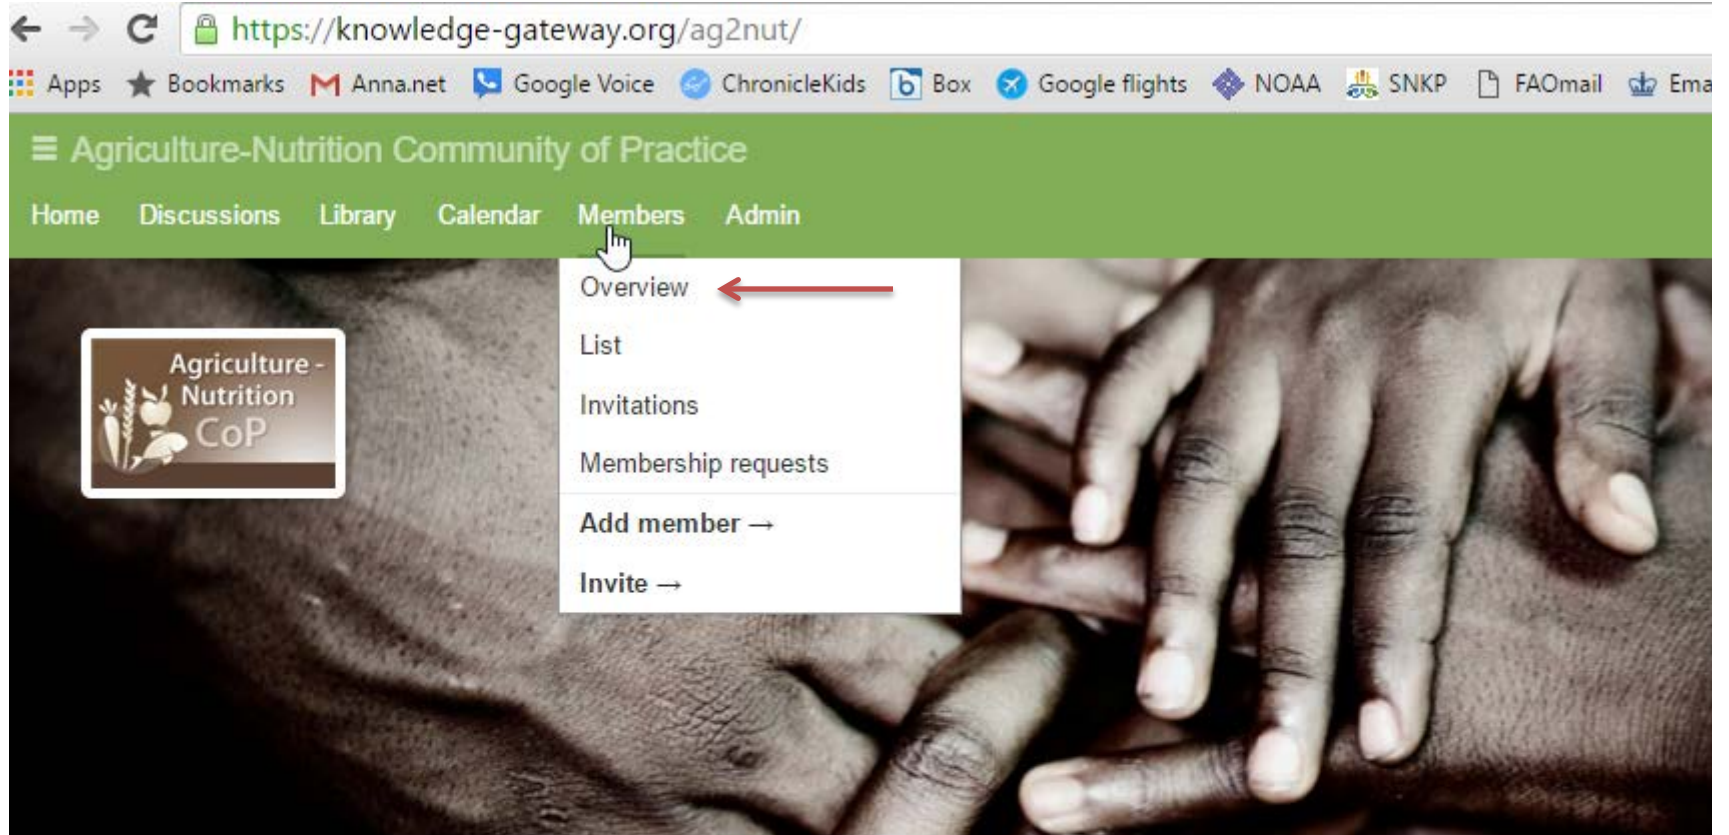 https://knowledge-gateway.org/ag2nut/
Apps Bookmarks Anna.net Google Voice ChronicleKids Box Google flights NOAA SNKP FAOmail Ema
Agriculture-Nutrition Community of Practice
Home Discussions Library Calendar Members Admin
Overview
List
Invitations
Membership requests
Add member →
Invite →
Agriculture -
Nutrition
CoP